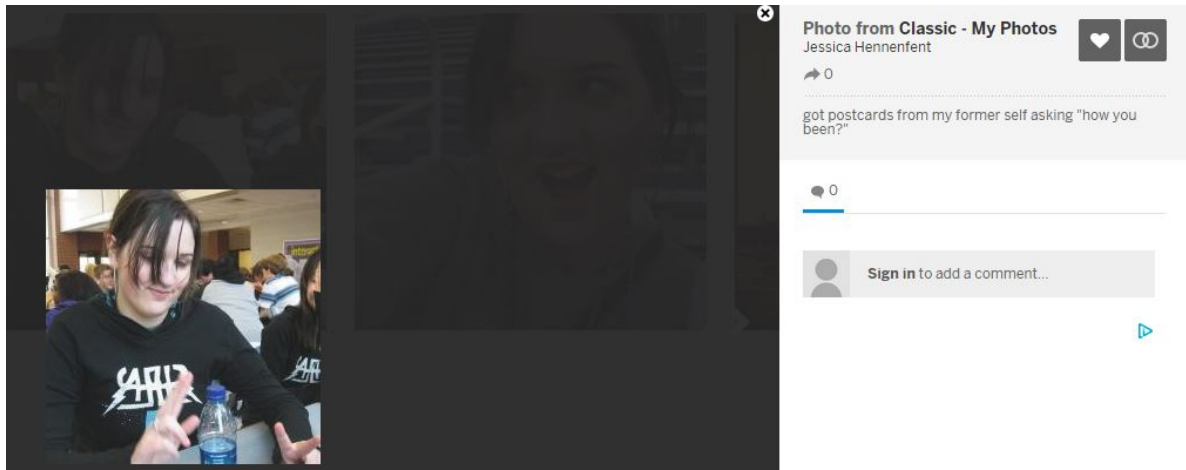 Photo from Classic - My Photos
Jessica Hennenfent
0
got postcards from my former self asking "how you
been?"
0
Sign in to add a comment...